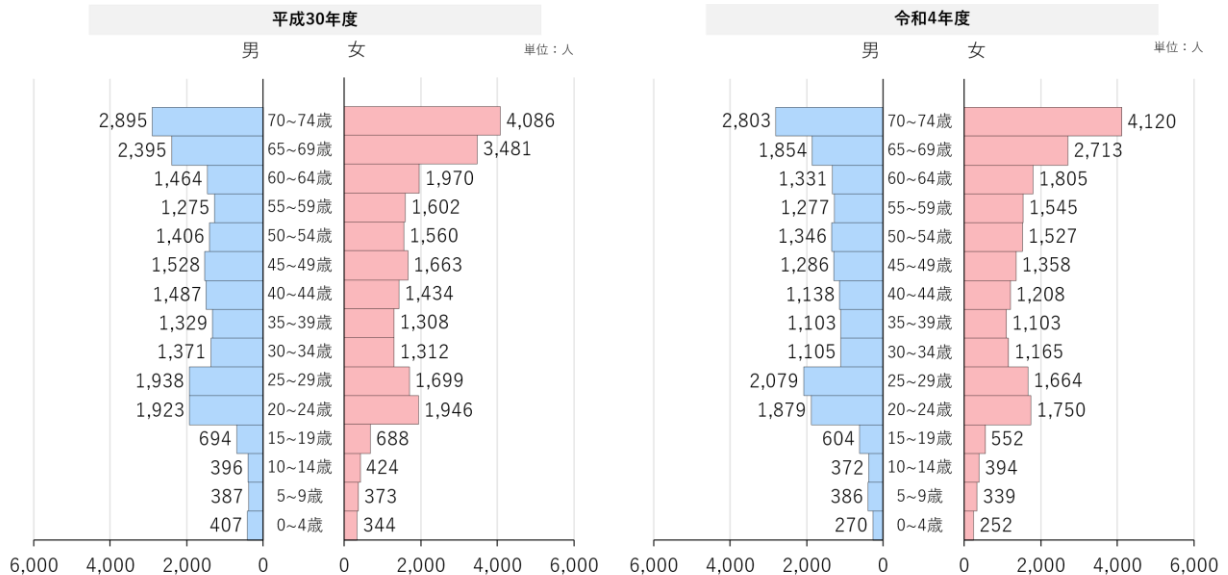 平成30年度
男 女 単位：人
2,895 70~74歳 4,086
2,395 65~69歳 3,481
1,464 60~64歳 1,970
1,275 55~59歳 1,602
1,406 50~54歳 1,560
1,528 45~49歳 1,663
1,487 40~44歳 1,434
1,329 35~39歳 1,308
1,371 30~34歳 1,312
1,938 25~29歳 1,699
1,923 20~24歳 1,946
694 15~19歳 688
396 10~14歳 424
387 5~9歳 373
407 0~4歳 344
6,000 4,000 2,000 0 0 2,000 4,000 6,000
令和4年度
男 女 単位：人
2,803 70~74歳 4,120
1,854 65~69歳 2,713
1,331 60~64歳 1,805
1,277 55~59歳 1,545
1,346 50~54歳 1,527
1,286 45~49歳 1,358
1,138 40~44歳 1,208
1,103 35~39歳 1,103
1,105 30~34歳 1,165
2,079 25~29歳 1,664
1,879 20~24歳 1,750
604 15~19歳 552
372 10~14歳 394
386 5~9歳 339
270 0~4歳 252
6,000 4,000 2,000 0 0 2,000 4,000 6,000